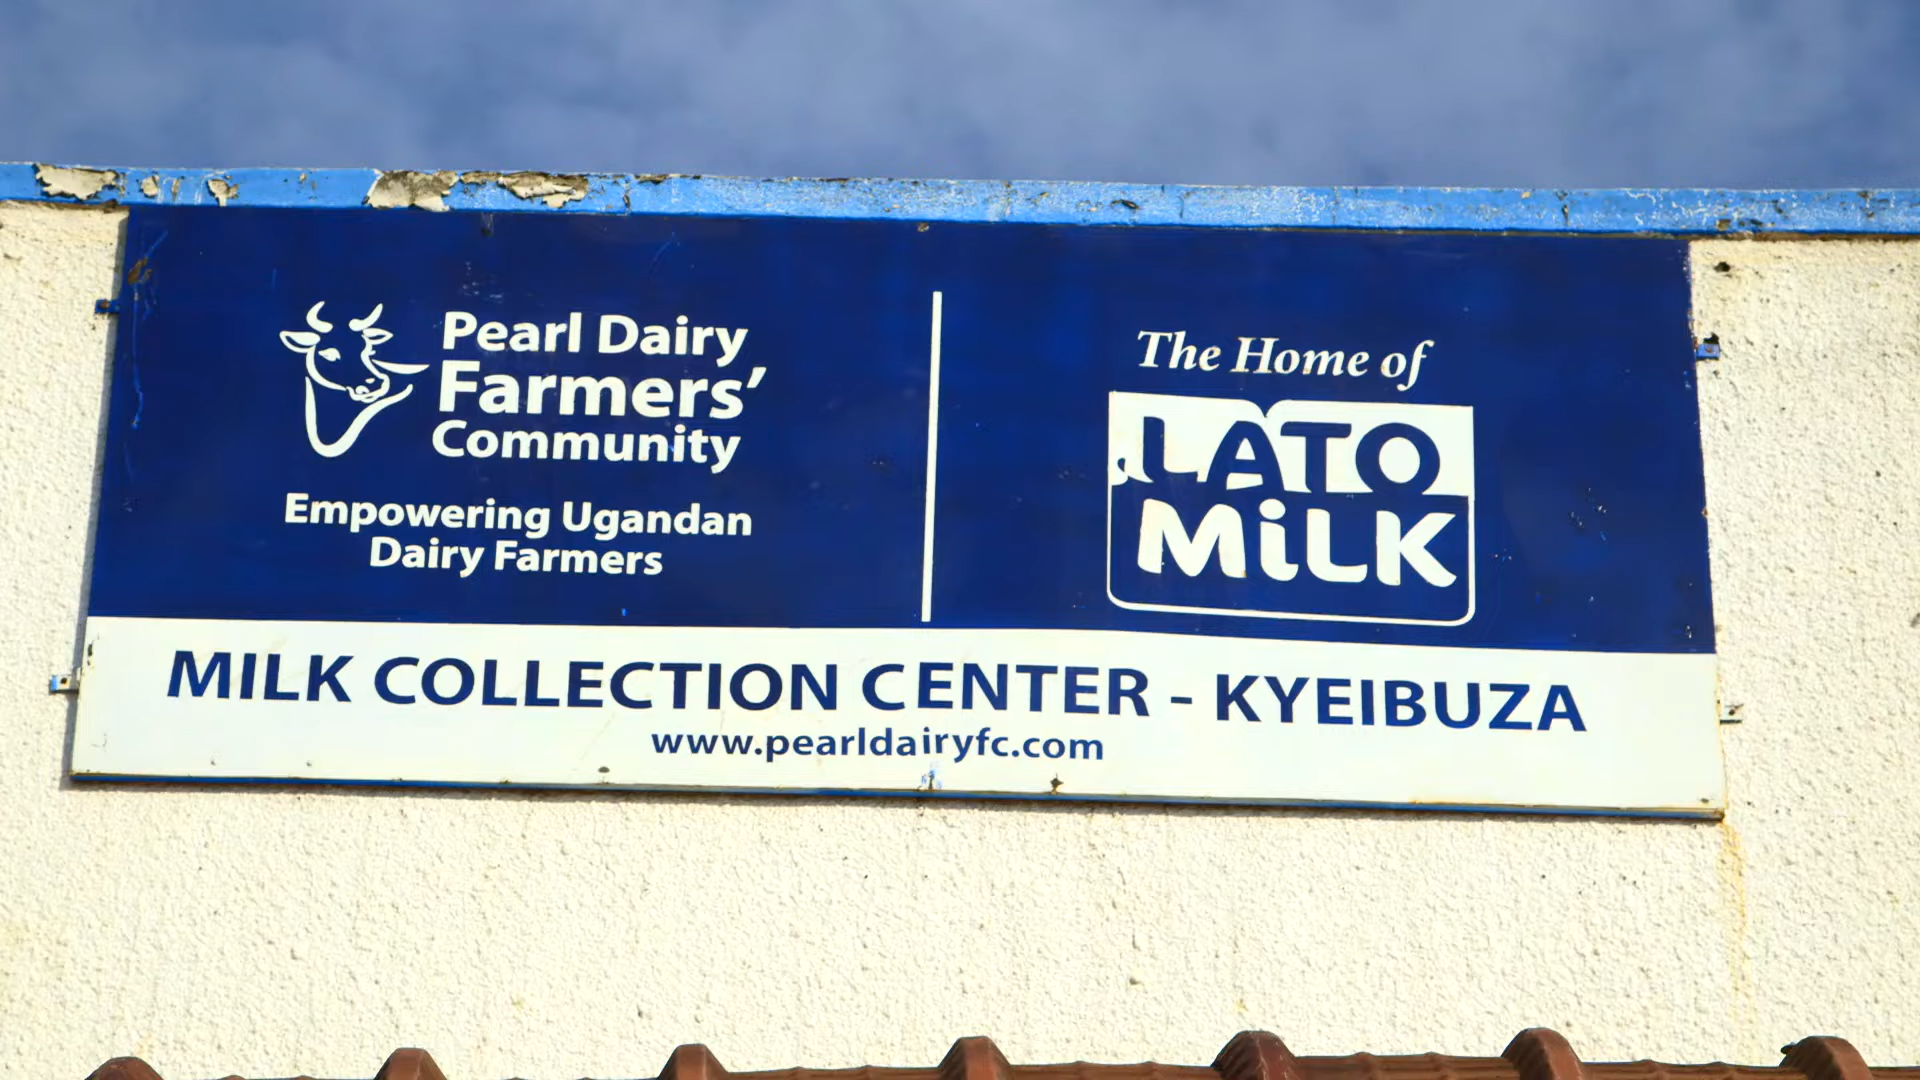 Pearl Dairy
Farmers’
Community
Empowering Ugandan
Dairy Farmers
The Home of
LATO
MiLK
MILK COLLECTION CENTER - KYEIBUZA
www.pearldairyfc.com